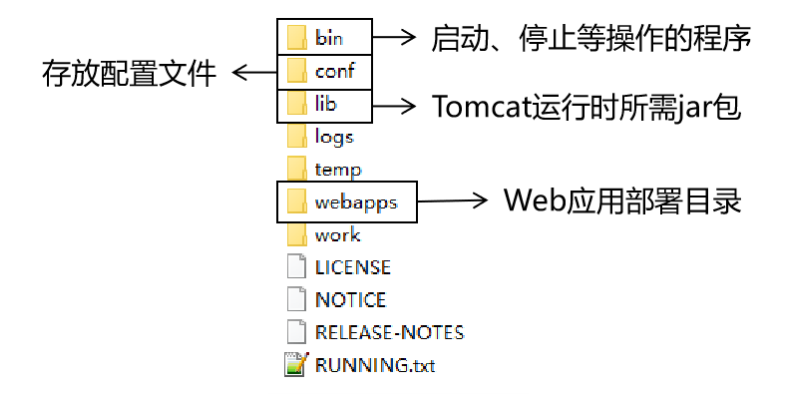 bin
启动、停止等操作的程序
存放配置文件
conf
lib
Tomcat运行时所需jar包
logs
temp
webapps
Web应用部署目录
work
LICENSE
NOTICE
RELEASE-NOTES
RUNNING.txt